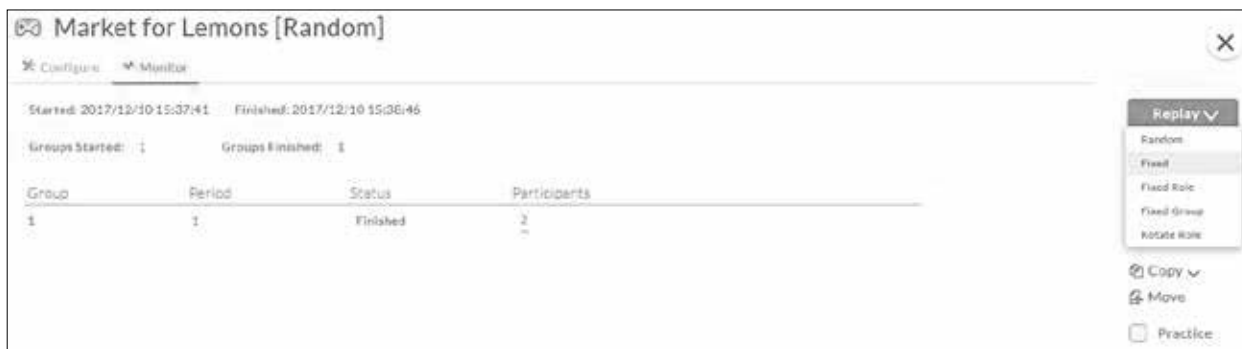 Market for Lemons [Random]
Configure Monitor
Started: 2017/12/10 15:37:41 Finished: 2017/12/10 15:38:46
Groups Started: 1 Groups Finished: 1
Group Period Status Participants
1 1 Finished 2
Replay
Random
Fixed
Fixed Role
Fixed Group
Rotate Role
Copy
Move
Practice